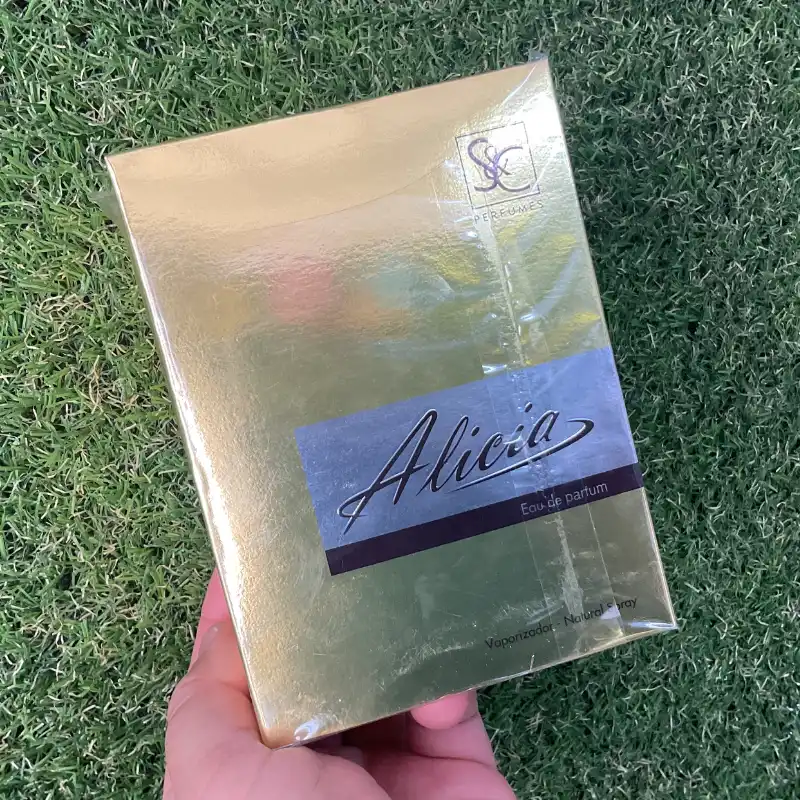 S&C
PERFUMES
Alicia
Eau de parfum
Vaporizador - Natural Spray